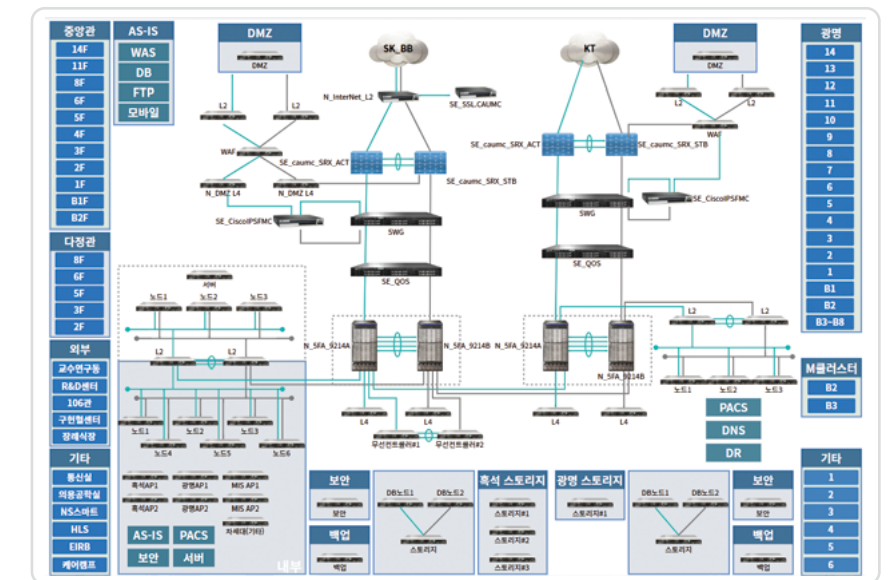 중앙관
14F
11F
8F
6F
5F
4F
3F
2F
1F
B1F
B2F
다정관
8F
6F
5F
3F
2F
외부
교수연구동
R&D센터
106관
구헌혈센터
장례식장
기타
통신실
의용공학실
NS스마트
HLS
EIRB
케어캠프
AS-IS
WAS
DB
FTP
모바일
DMZ
DMZ
L2
L2
WAF
N_DMZ L4
N_DMZ L4
SE_CiscoIPSFMC
SK_BB
N_InterNet_L2
SE_SSL.CAUMC
SE_caumc_SRX_ACT
SE_caumc_SRX_STB
SWG
SE_QOS
N_SFA_9214A
N_SFA_9214B
L4
L4
무선컨트롤러#1
무선컨트롤러#2
서버
노드1
노드2
노드3
L2
L2
노드1
노드2
노드3
노드4
노드5
노드6
흑석AP1
광명AP1
MIS AP1
흑석AP2
광명AP2
MIS AP2
차세대(기타)
AS-IS
PACS
보안
서버
내부
KT
DMZ
DMZ
L2
L2
WAF
SE_caumc_SRX_ACT
SE_caumc_SRX_STB
SWG
SE_CiscoIPSFMC
SE_QOS
N_SFA_9214A
N_SFA_9214B
L4
L4
L2
L2
노드1
노드2
노드3
PACS
DNS
DR
보안
보안
백업
백업
DB노드1
DB노드2
스토리지
흑석 스토리지
스토리지#1
스토리지#2
스토리지#3
광명 스토리지
스토리지#1
DB노드1
DB노드2
스토리지
보안
보안
백업
백업
광명
14
13
12
11
10
9
8
7
6
5
4
3
2
1
B1
B2
B3~B8
M클러스터
B2
B3
기타
1
2
3
4
5
6